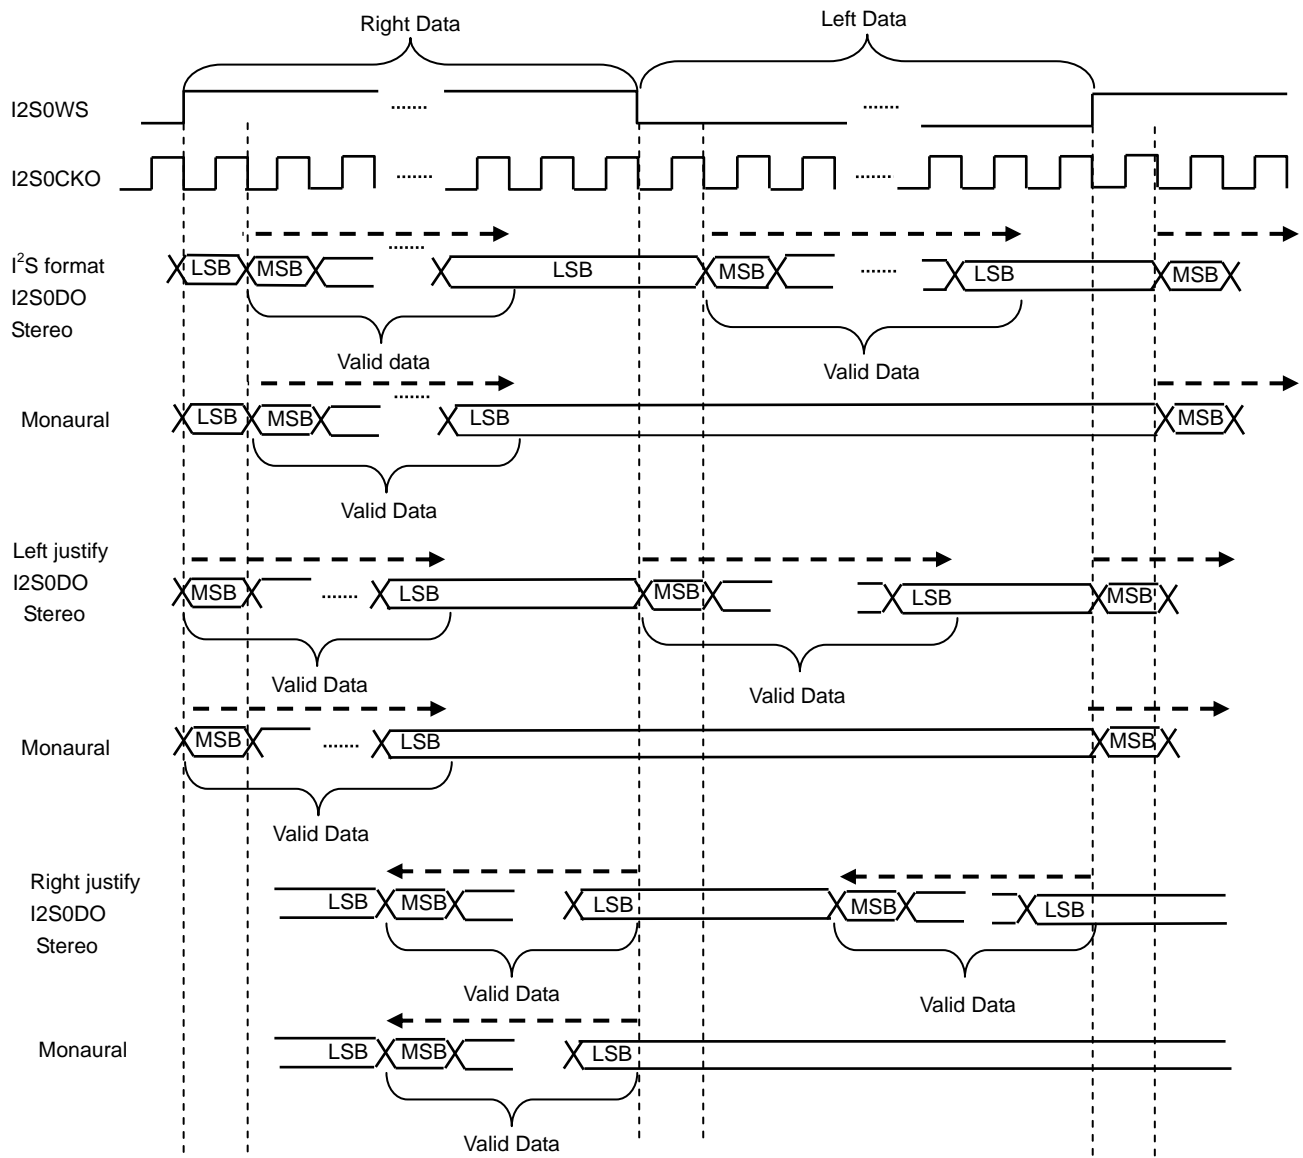 Right Data
Left Data
I2S0WS
I2S0CKO
I²S format
I2S0DO
Stereo
LSB MSB LSB MSB LSB MSB
Valid data
Valid Data
Monaural
LSB MSB LSB MSB
Valid Data
Left justify
I2S0DO
Stereo
MSB LSB MSB LSB MSB
Valid Data
Valid Data
Monaural
MSB LSB MSB
Valid Data
Right justify
I2S0DO
Stereo
LSB MSB LSB MSB LSB
Valid Data
Valid Data
Monaural
LSB MSB LSB
Valid Data